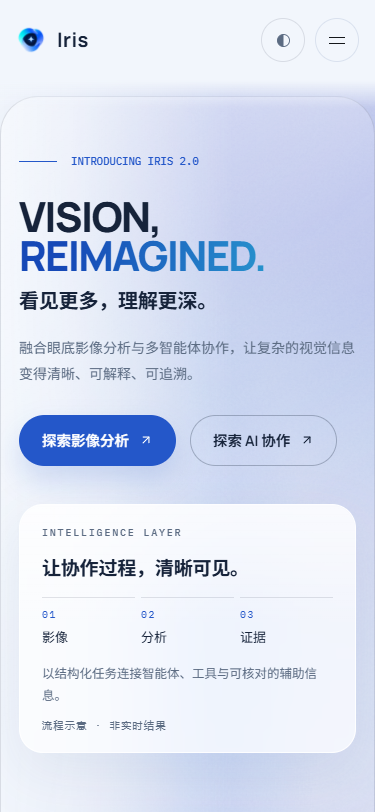 Iris
INTRODUCING IRIS 2.0
VISION,
REIMAGINED.
看见更多，理解更深。
融合眼底影像分析与多智能体协作，让复杂的视觉信息
变得清晰、可解释、可追溯。
探索影像分析
探索 AI 协作
INTELLIGENCE LAYER
让协作过程，清晰可见。
01 02 03
影像 分析 证据
以结构化任务连接智能体、工具与可核对的辅助信
息。
流程示意 · 非实时结果